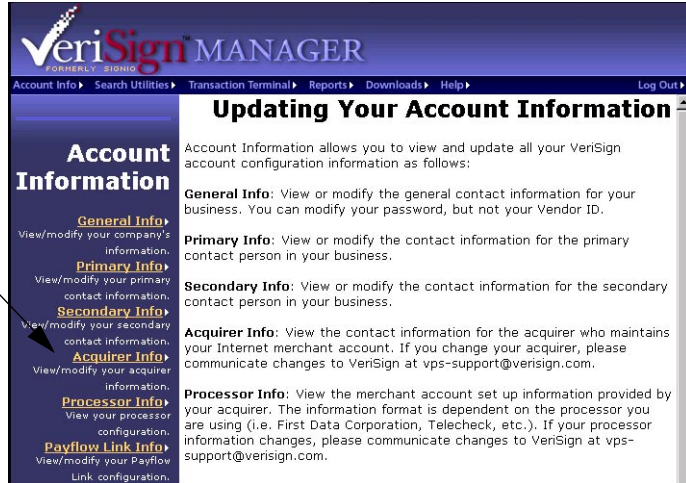 VeriSign MANAGER
FORMERLY SIGNIO
Account Info Search Utilities Transaction Terminal Reports Downloads Help Log Out
Account
Information
General Info
View/modify your company's
information.
Primary Info
View/modify your primary
contact information.
Secondary Info
View/modify your secondary
contact information.
Acquirer Info
View/modify your acquirer
information.
Processor Info
View your processor
configuration.
Payflow Link Info
View/modify your Payflow
Link configuration.
Updating Your Account Information
Account Information allows you to view and update all your VeriSign
account configuration information as follows:
General Info: View or modify the general contact information for your
business. You can modify your password, but not your Vendor ID.
Primary Info: View or modify the contact information for the primary
contact person in your business.
Secondary Info: View or modify the contact information for the secondary
contact person in your business.
Acquirer Info: View the contact information for the acquirer who maintains
your Internet merchant account. If you change your acquirer, please
communicate changes to VeriSign at vps-support@verisign.com.
Processor Info: View the merchant account set up information provided by
your acquirer. The information format is dependent on the processor you
are using (i.e. First Data Corporation, Telecheck, etc.). If your processor
information changes, please communicate changes to VeriSign at vps-
support@verisign.com.